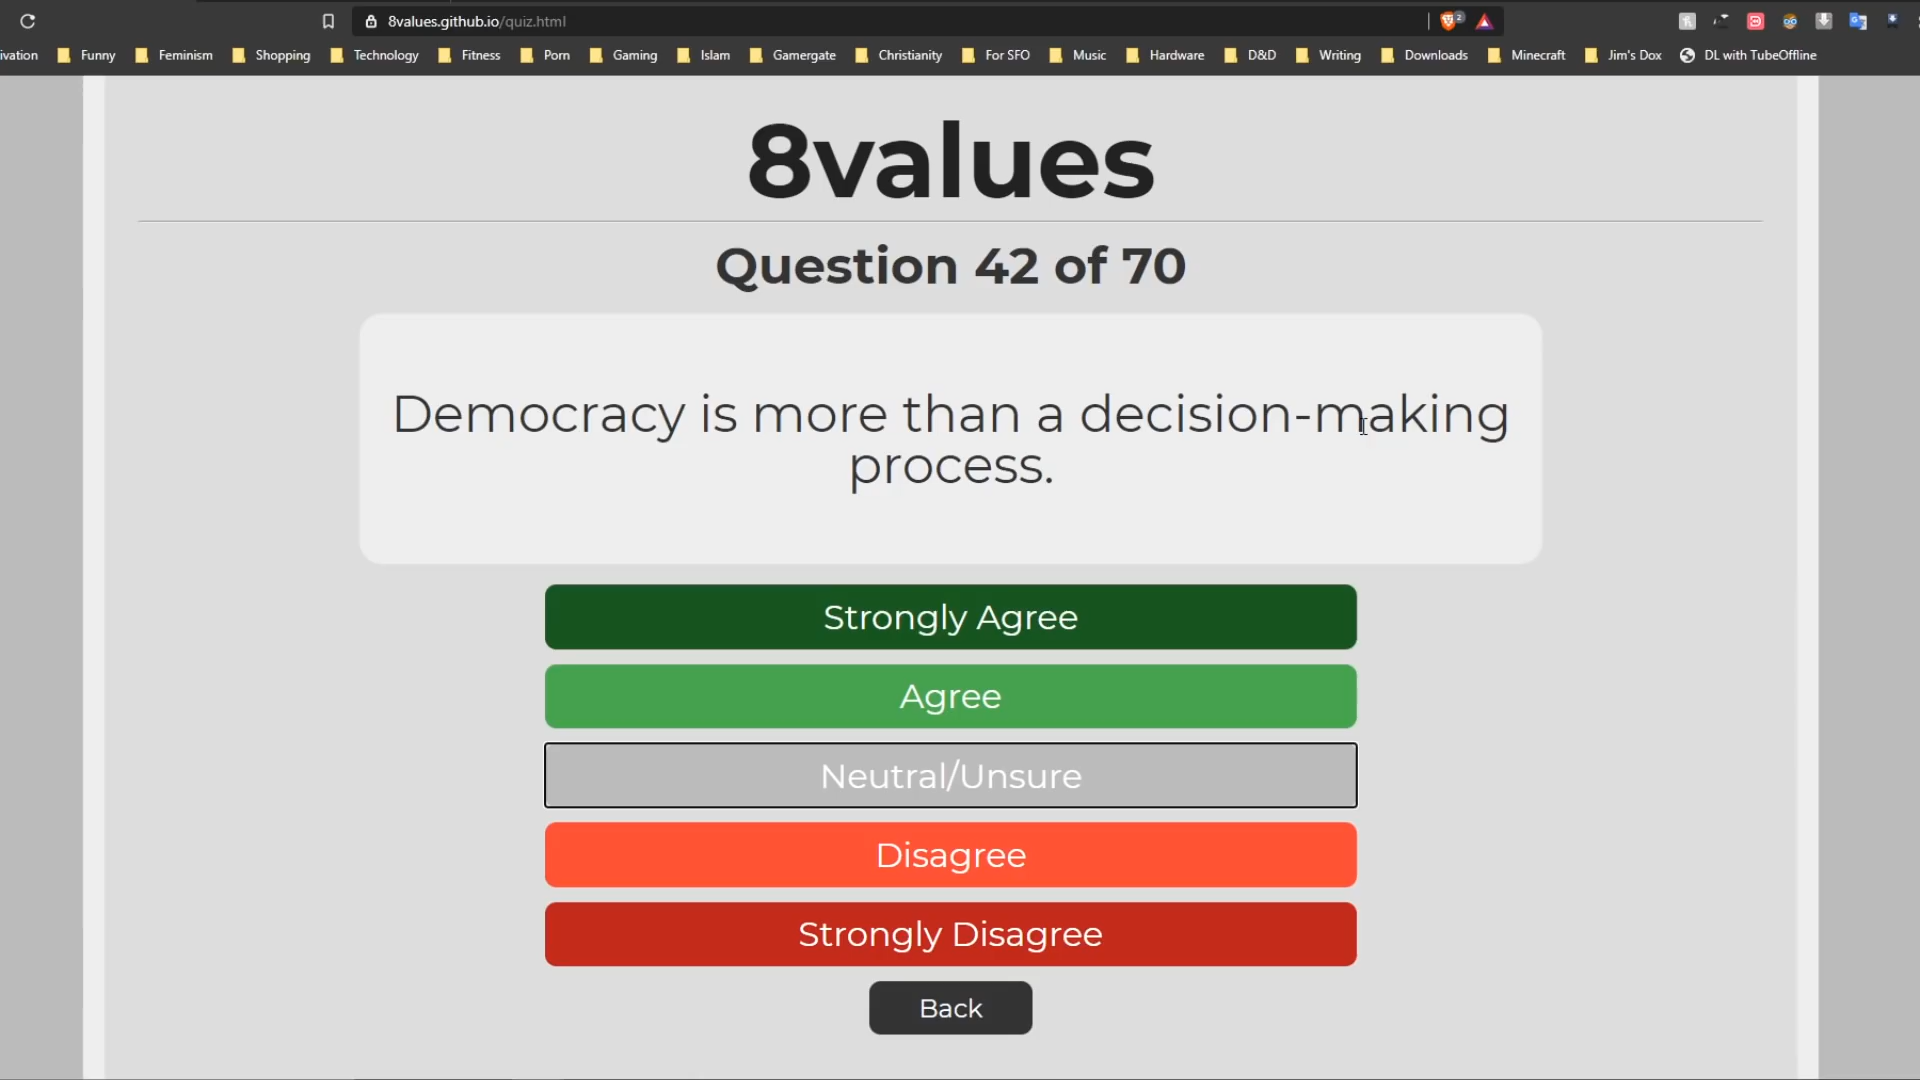 8values.github.io/quiz.html
2
ivation Funny Feminism Shopping Technology Fitness Porn Gaming Islam Gamergate Christianity For SFO Music Hardware D&D Writing Downloads Minecraft Jim's Dox DL with TubeOffline
8values
Question 42 of 70
Democracy is more than a decision-making
process.
Strongly Agree
Agree
Neutral/Unsure
Disagree
Strongly Disagree
Back